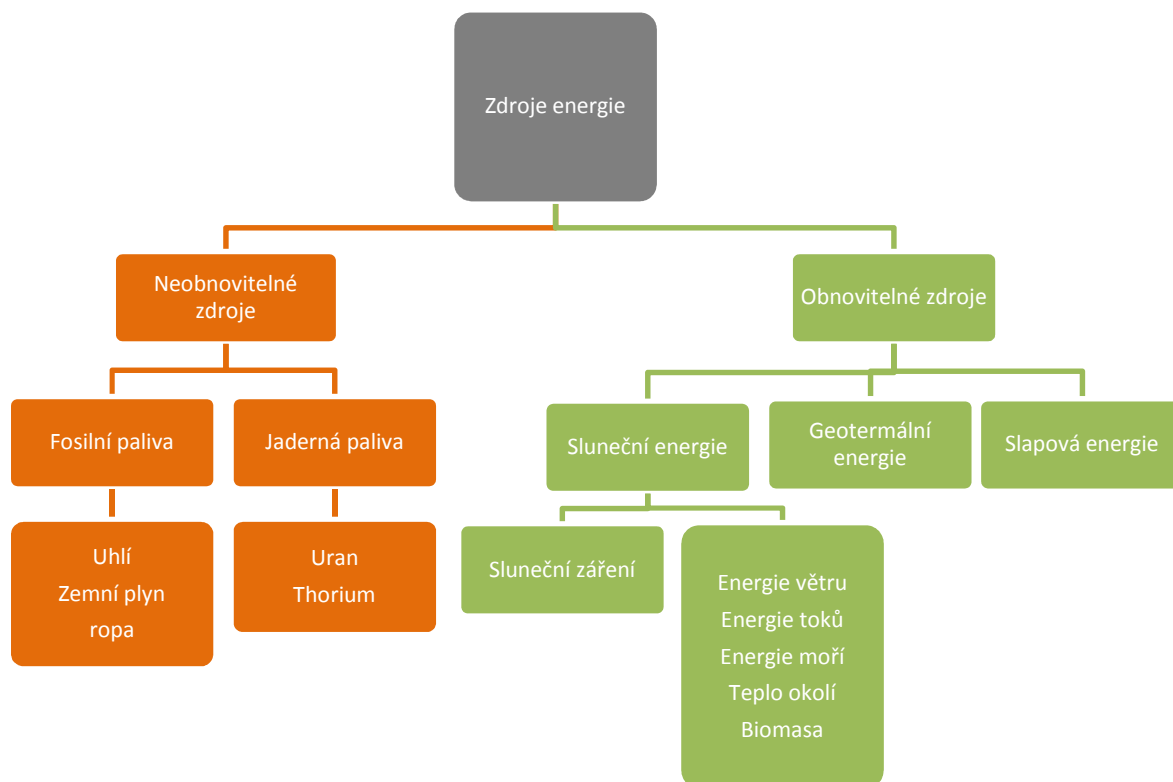 Zdroje energie
Neobnovitelné
zdroje
Obnovitelné zdroje
Fosilní paliva
Jaderná paliva
Sluneční energie
Geotermální
energie
Slapová energie
Uhlí
Zemní plyn
ropa
Uran
Thorium
Sluneční záření
Energie větru
Energie toků
Energie moří
Teplo okolí
Biomasa